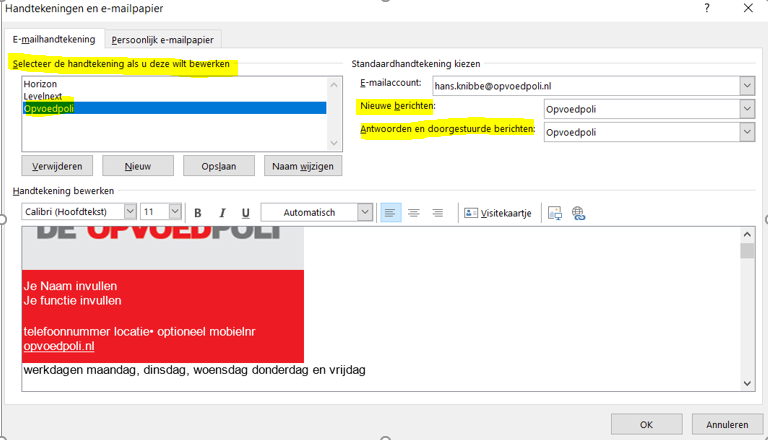 Handtekeningen en e-mailpapier
E-mailhandtekening Persoonlijk e-mailpapier
Selecteer de handtekening als u deze wilt bewerken
Horizon
Levelnext
Opvoedpoli
Verwijderen Nieuw Opslaan Naam wijzigen
Standaardhandtekening kiezen
E-mailaccount: hans.knibbe@opvoedpoli.nl
Nieuwe berichten: Opvoedpoli
Antwoorden en doorgestuurde berichten: Opvoedpoli
Handtekening bewerken
Calibri (Hoofdtekst) 11 B I U Automatisch Visitekaartje
DE OPVOEDPOLI
Je Naam invullen
Je functie invullen
telefoonnummer locatie• optioneel mobielnr
opvoedpoli.nl
werkdagen maandag, dinsdag, woensdag donderdag en vrijdag
OK Annuleren